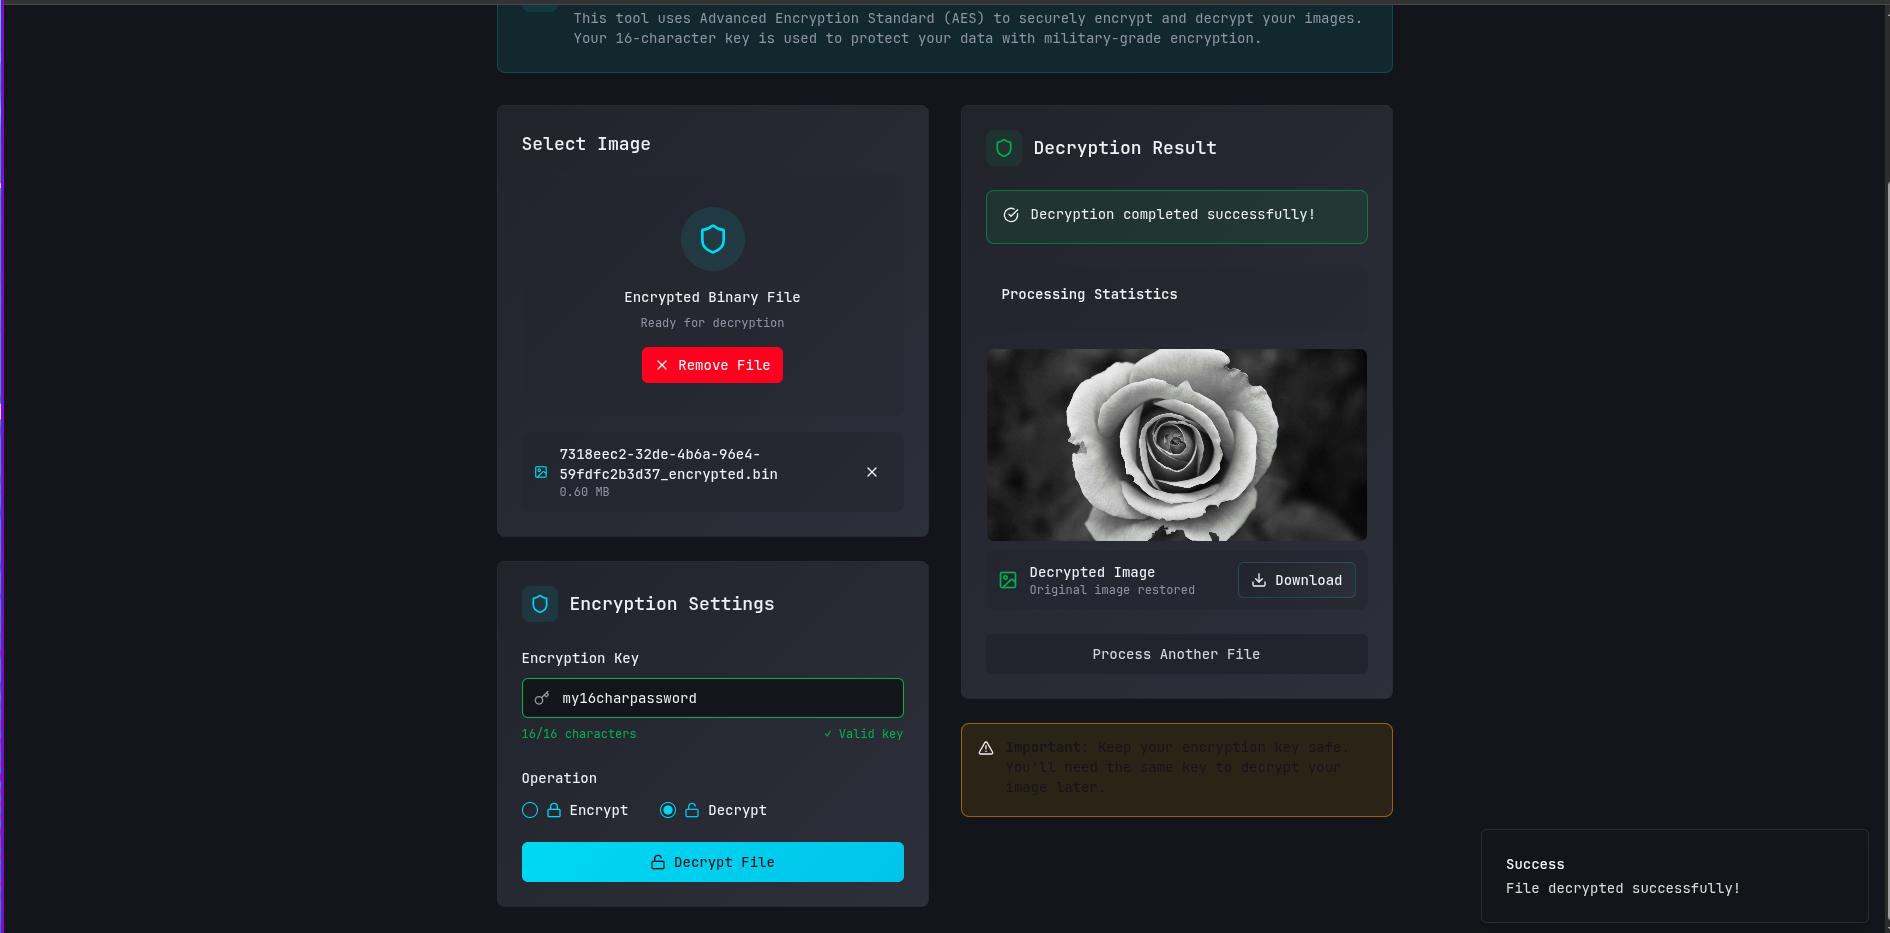 This tool uses Advanced Encryption Standard (AES) to securely encrypt and decrypt your images.
Your 16-character key is used to protect your data with military-grade encryption.
Select Image
Encrypted Binary File
Ready for decryption
Remove File
7318eec2-32de-4b6a-96e4-
59fdfc2b3d37_encrypted.bin
0.60 MB
Encryption Settings
Encryption Key
my16charpassword
16/16 characters
✓ Valid key
Operation
Encrypt
Decrypt
Decrypt File
Decryption Result
Decryption completed successfully!
Processing Statistics
Decrypted Image
Original image restored
Download
Process Another File
Important: Keep your encryption key safe.
You'll need the same key to decrypt your
image later.
Success
File decrypted successfully!